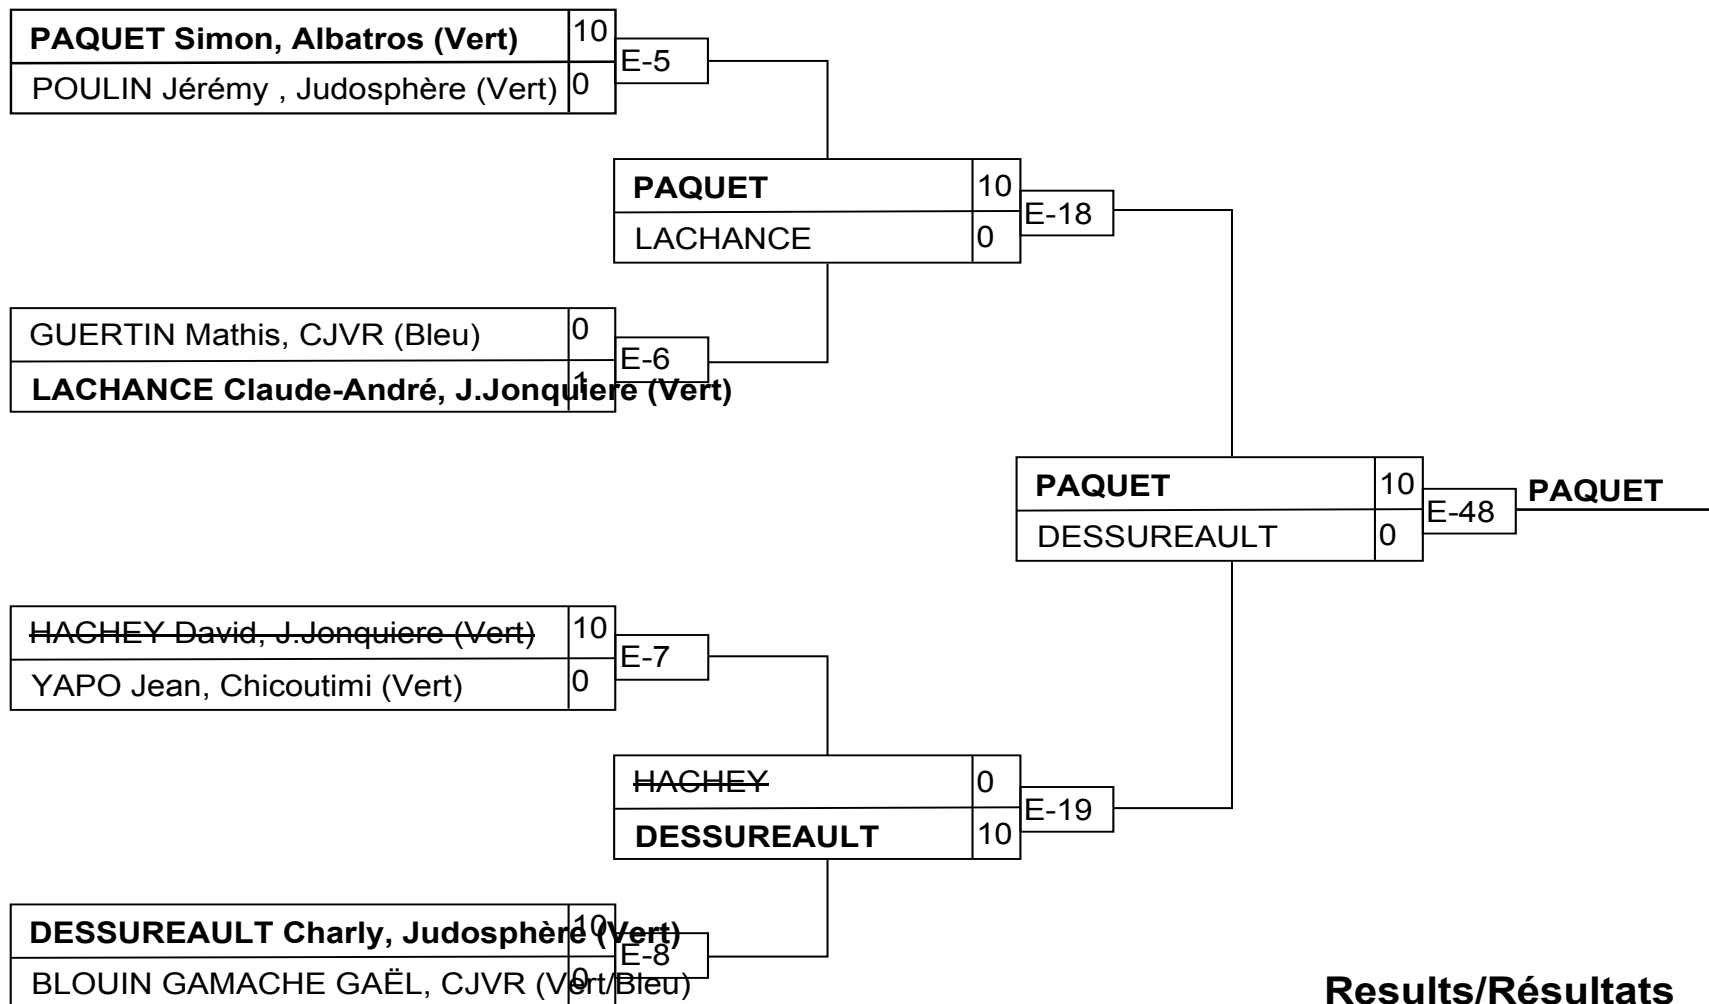 PAQUET Simon, Albatros (Vert) 10
E-5
POULIN Jérémy , Judosphère (Vert) 0
PAQUET 10
E-18
LACHANCE 0
GUERTIN Mathis, CJVR (Bleu) 0
E-6
LACHANCE Claude-André, J.Jonquiere (Vert) 1
PAQUET 10
E-48 PAQUET
DESSUREAULT 0
HACHEY David, J.Jonquiere (Vert) 10
E-7
YAPO Jean, Chicoutimi (Vert) 0
HACHEY 0
E-19
DESSUREAULT 10
DESSUREAULT Charly, Judosphère (Vert) 10
E-8
BLOUIN GAMACHE GAËL, CJVR (Vert/Bleu) 0
Results/Résultats